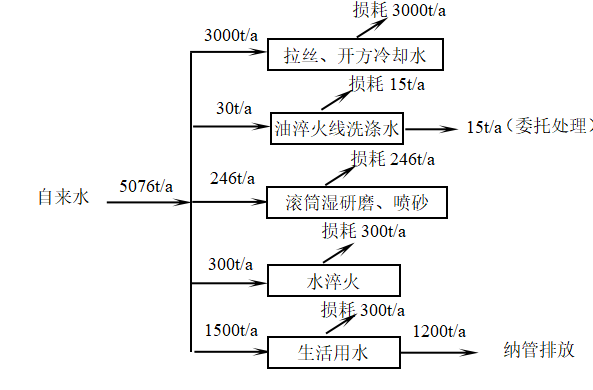 损耗 3000t/a
3000t/a
拉丝、开方冷却水
损耗 15t/a
30t/a
油淬火线洗涤水
15t/a（委托处理）
损耗 246t/a
自来水
5076t/a
246t/a
滚筒湿研磨、喷砂
损耗 300t/a
300t/a
水淬火
损耗 300t/a
1500t/a
生活用水
1200t/a
纳管排放